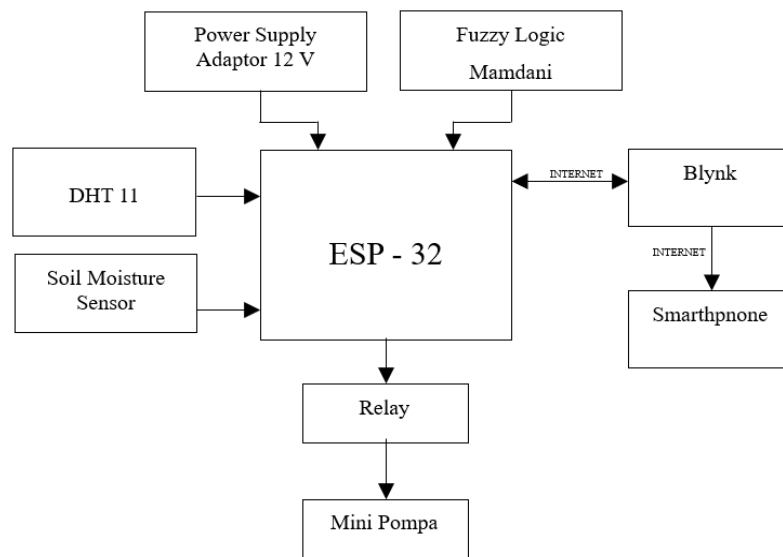 Power Supply
Adaptor 12 V
Fuzzy Logic
Mamdani
DHT 11
Soil Moisture
Sensor
ESP - 32
INTERNET
Blynk
INTERNET
Smarthpnone
Relay
Mini Pompa